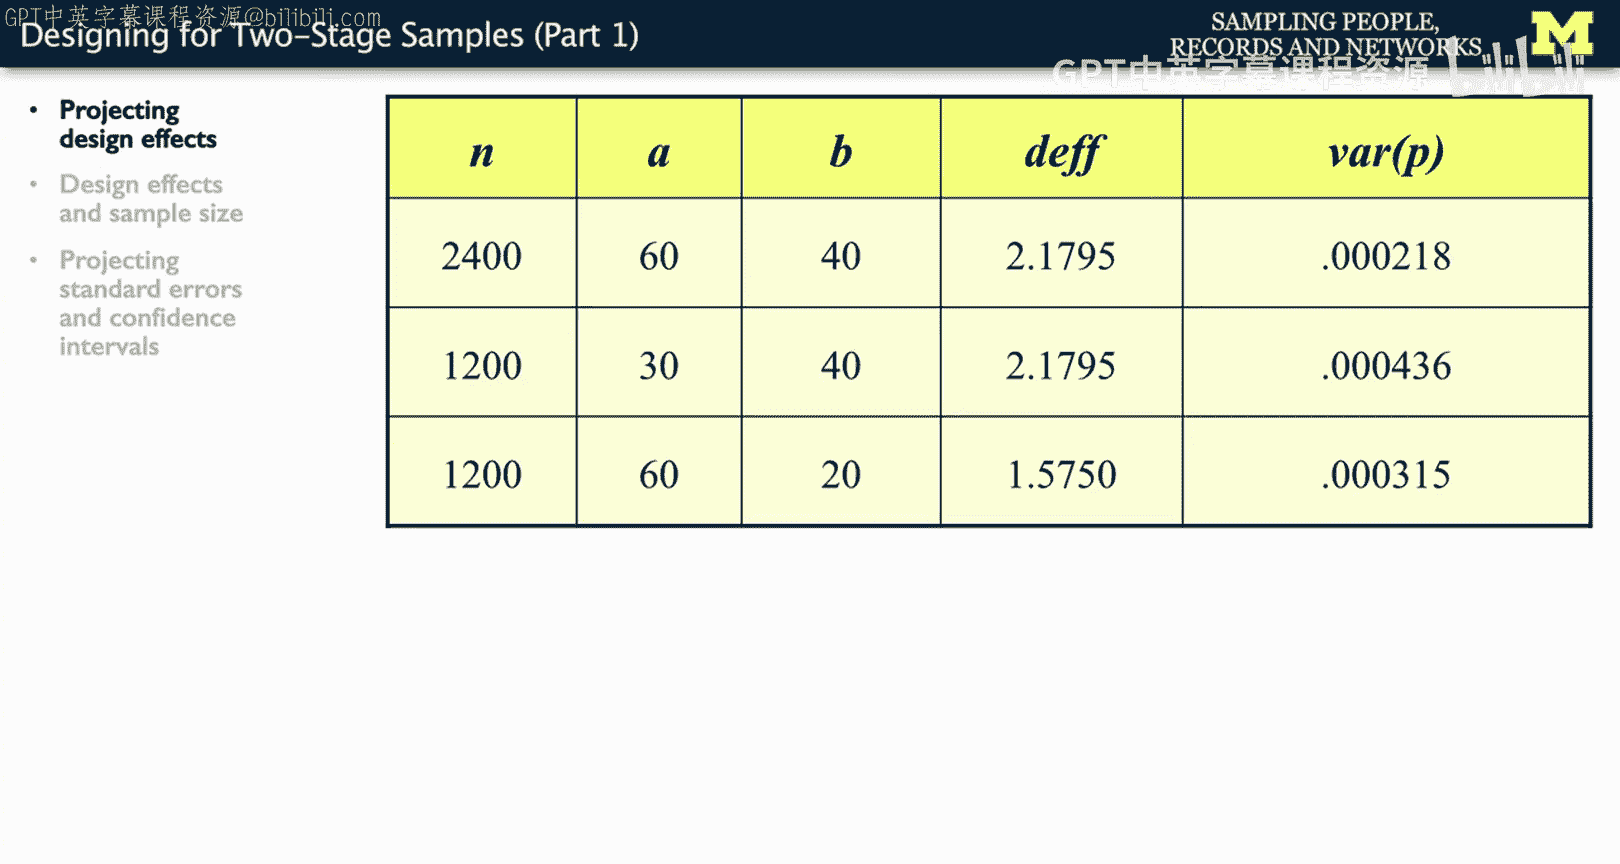 GPT中英字幕课程资源@bilibili.com
Designing for Two-Stage Samples (Part 1)
SAMPLING PEOPLE,
RECORDS AND NETWORKS
M
GPT中英字幕课程资源 bilibili
• Projecting
design effects
• Design effects
and sample size
• Projecting
standard errors
and confidence
intervals
n a b deff var(p)
2400 60 40 2.1795 .000218
1200 30 40 2.1795 .000436
1200 60 20 1.5750 .000315